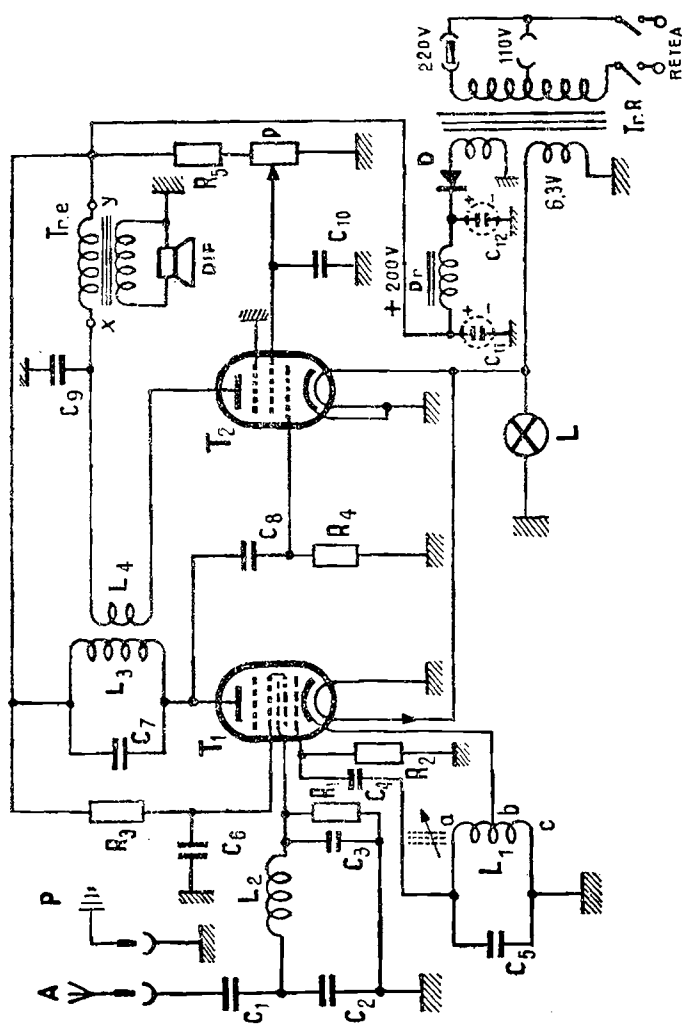 A
P
C1
C2
L2
C3
R1
C4
R2
C5
L1
a
b
c
R3
C6
C7
L3
L4
T1
C8
R4
T2
C9
x
Tr.e
y
DIF
R5
P
C10
+ 200V
Dr
C11
+
-
C12
+
-
D
220V
110V
Tr.R
6,3V
RETEA
L